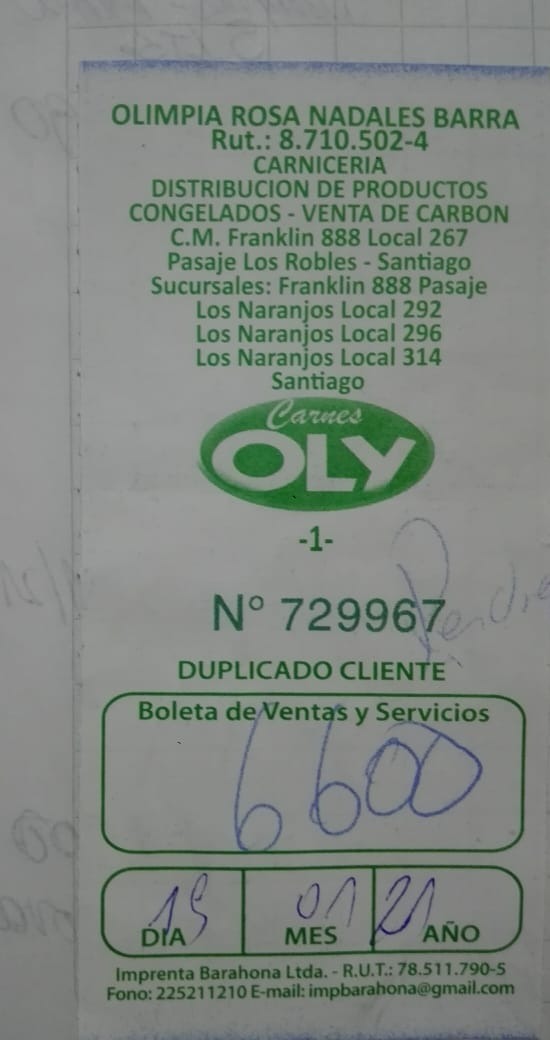 OLIMPIA ROSA NADALES BARRA
Rut.: 8.710.502-4
CARNICERIA
DISTRIBUCION DE PRODUCTOS
CONGELADOS - VENTA DE CARBON
C.M. Franklin 888 Local 267
Pasaje Los Robles - Santiago
Sucursales: Franklin 888 Pasaje
Los Naranjos Local 292
Los Naranjos Local 296
Los Naranjos Local 314
Santiago
Carnes
OLY
-1-
N° 729967
DUPLICADO CLIENTE
Boleta de Ventas y Servicios
6600
19 01 21
DIA MES AÑO
Imprenta Barahona Ltda. - R.U.T.: 78.511.790-5
Fono: 225211210 E-mail: impbarahona@gmail.com